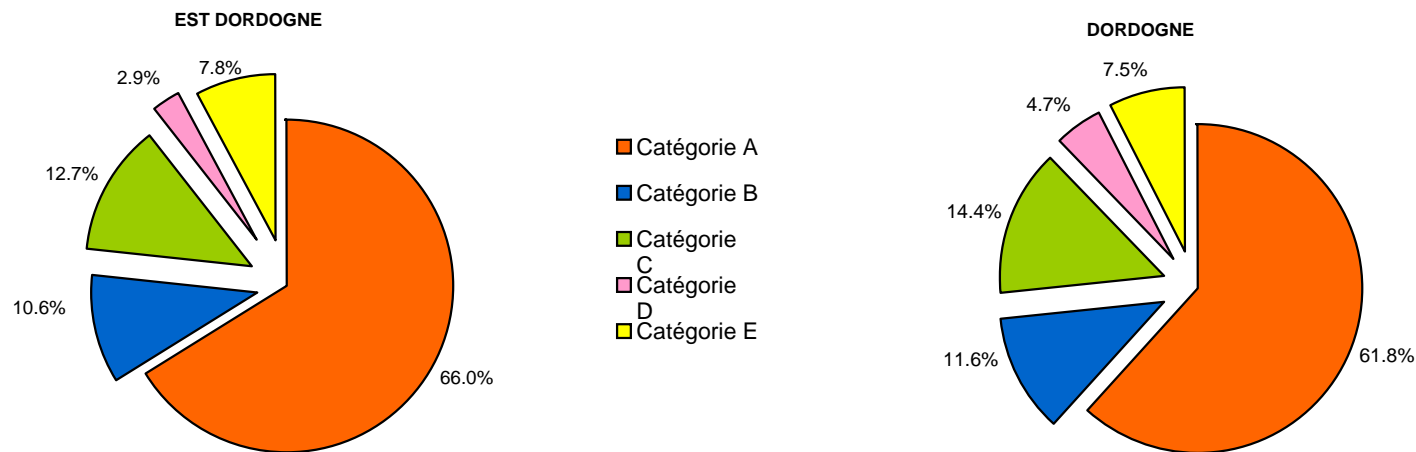 EST DORDOGNE
7.8%
2.9%
12.7%
10.6%
66.0%
Catégorie A
Catégorie B
Catégorie
C
Catégorie
D
Catégorie E
DORDOGNE
7.5%
4.7%
14.4%
11.6%
61.8%